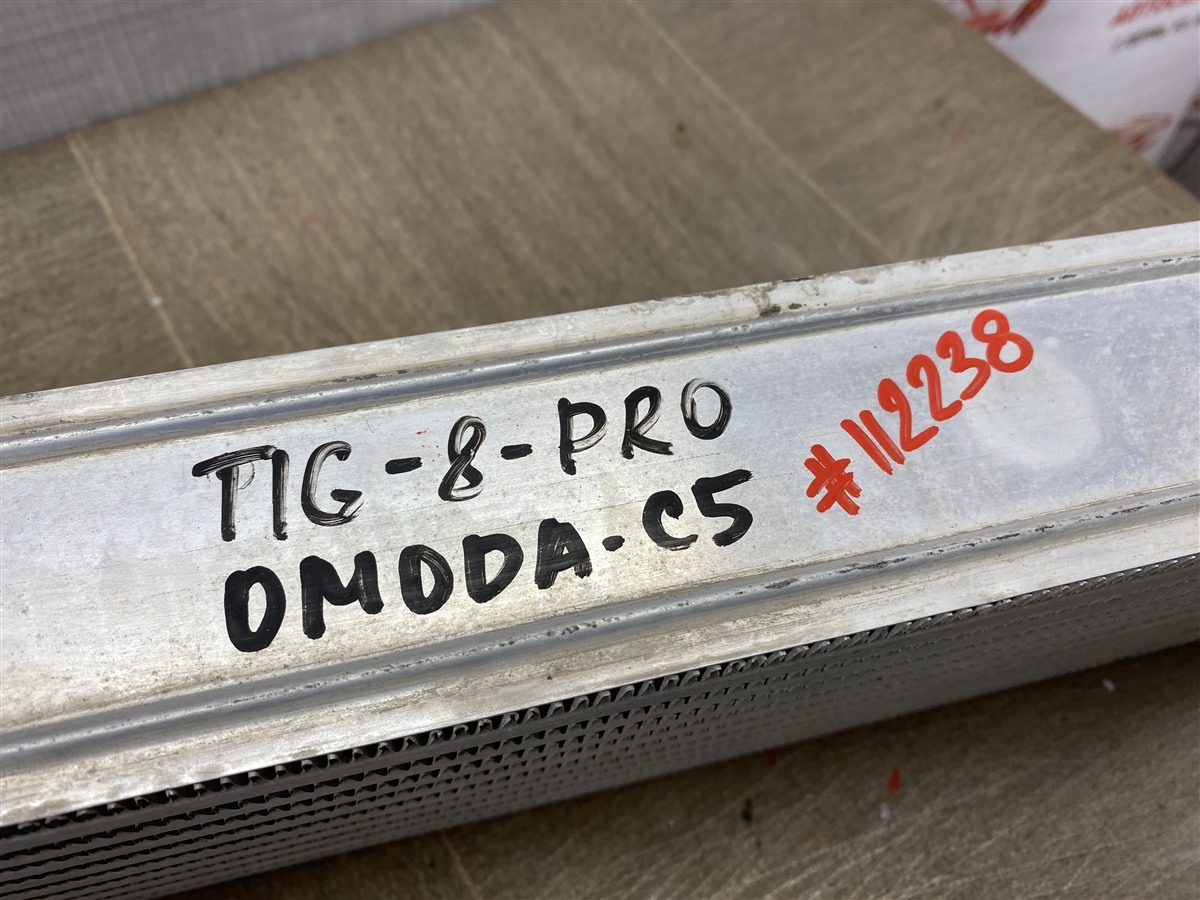 TIG-8-PRO
OMODA-C5
#112238